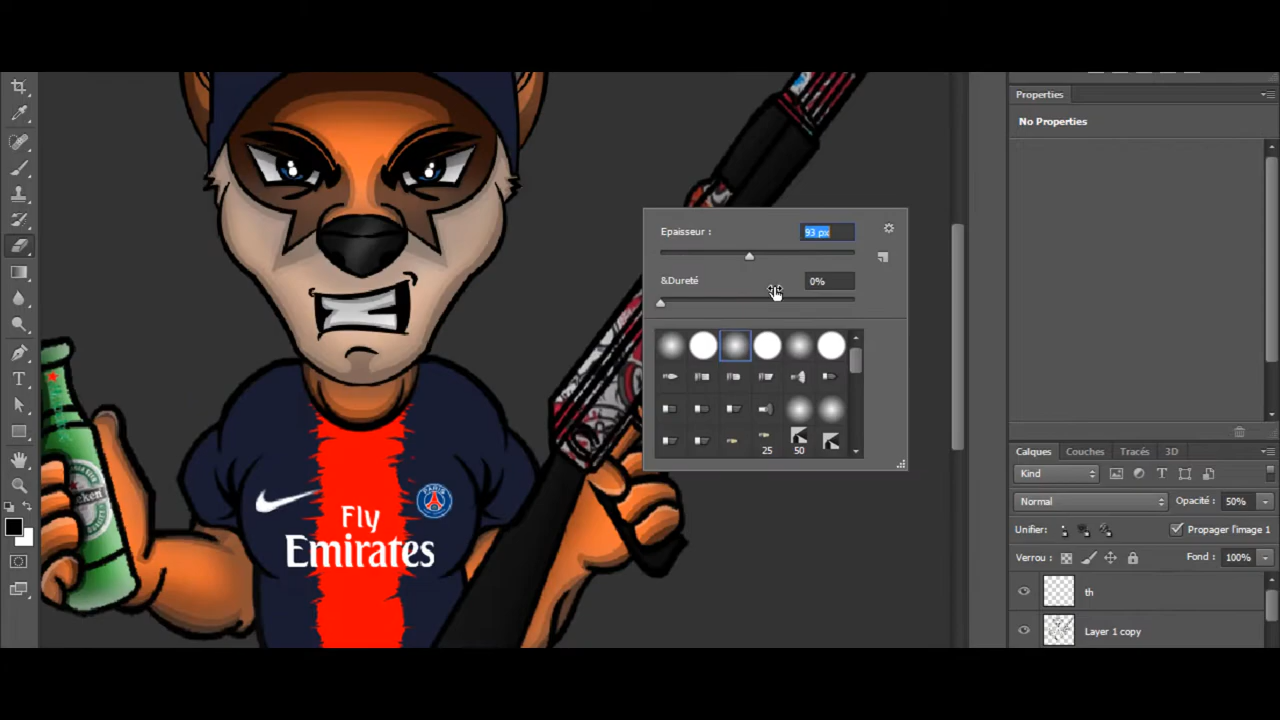 Properties
No Properties
Epaisseur :
93 px
&Dureté
0%
25
50
Calques
Couches
Tracés
3D
Kind
Normal
Opacité :
50%
Unifier:
Propager l'image 1
Verrou :
Fond :
100%
th
Layer 1 copy
PARIS
Fly
Emirates